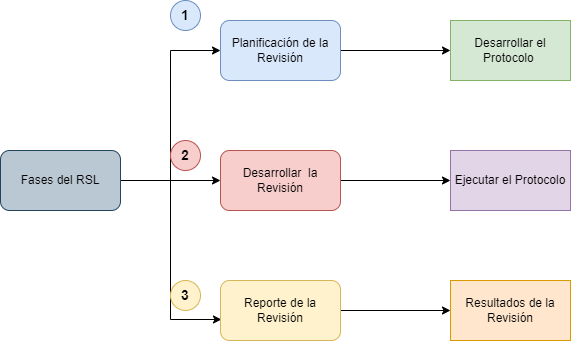 1
Planificación de la
Revisión
Desarrollar el
Protocolo
2
Fases del RSL
Desarrollar  la
Revisión
Ejecutar el Protocolo
3
Reporte de la
Revisión
Resultados de la
Revisión